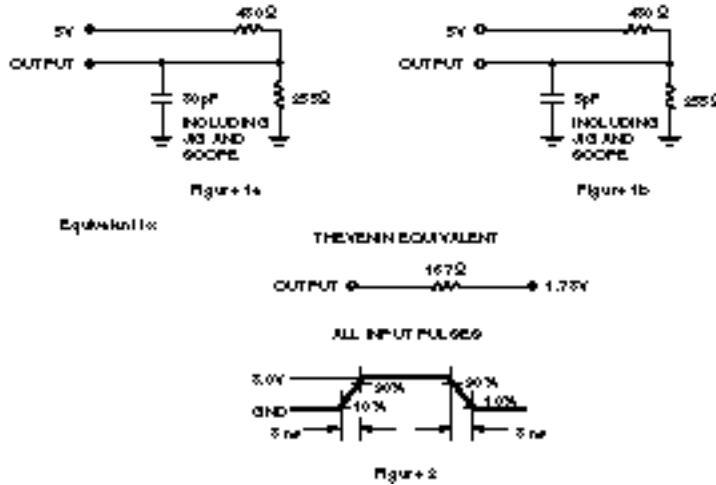 480Ω
5V
OUTPUT
30pF
255Ω
INCLUDING
JIG AND
SCOPE
Figure 1a
480Ω
5V
OUTPUT
5pF
255Ω
INCLUDING
JIG AND
SCOPE
Figure 1b
Equivalent to:
THEVENIN EQUIVALENT
167Ω
OUTPUT 1.73V
ALL INPUT PULSES
3.0V
90% 90%
10% 10%
GND
3 ns 3 ns
Figure 2